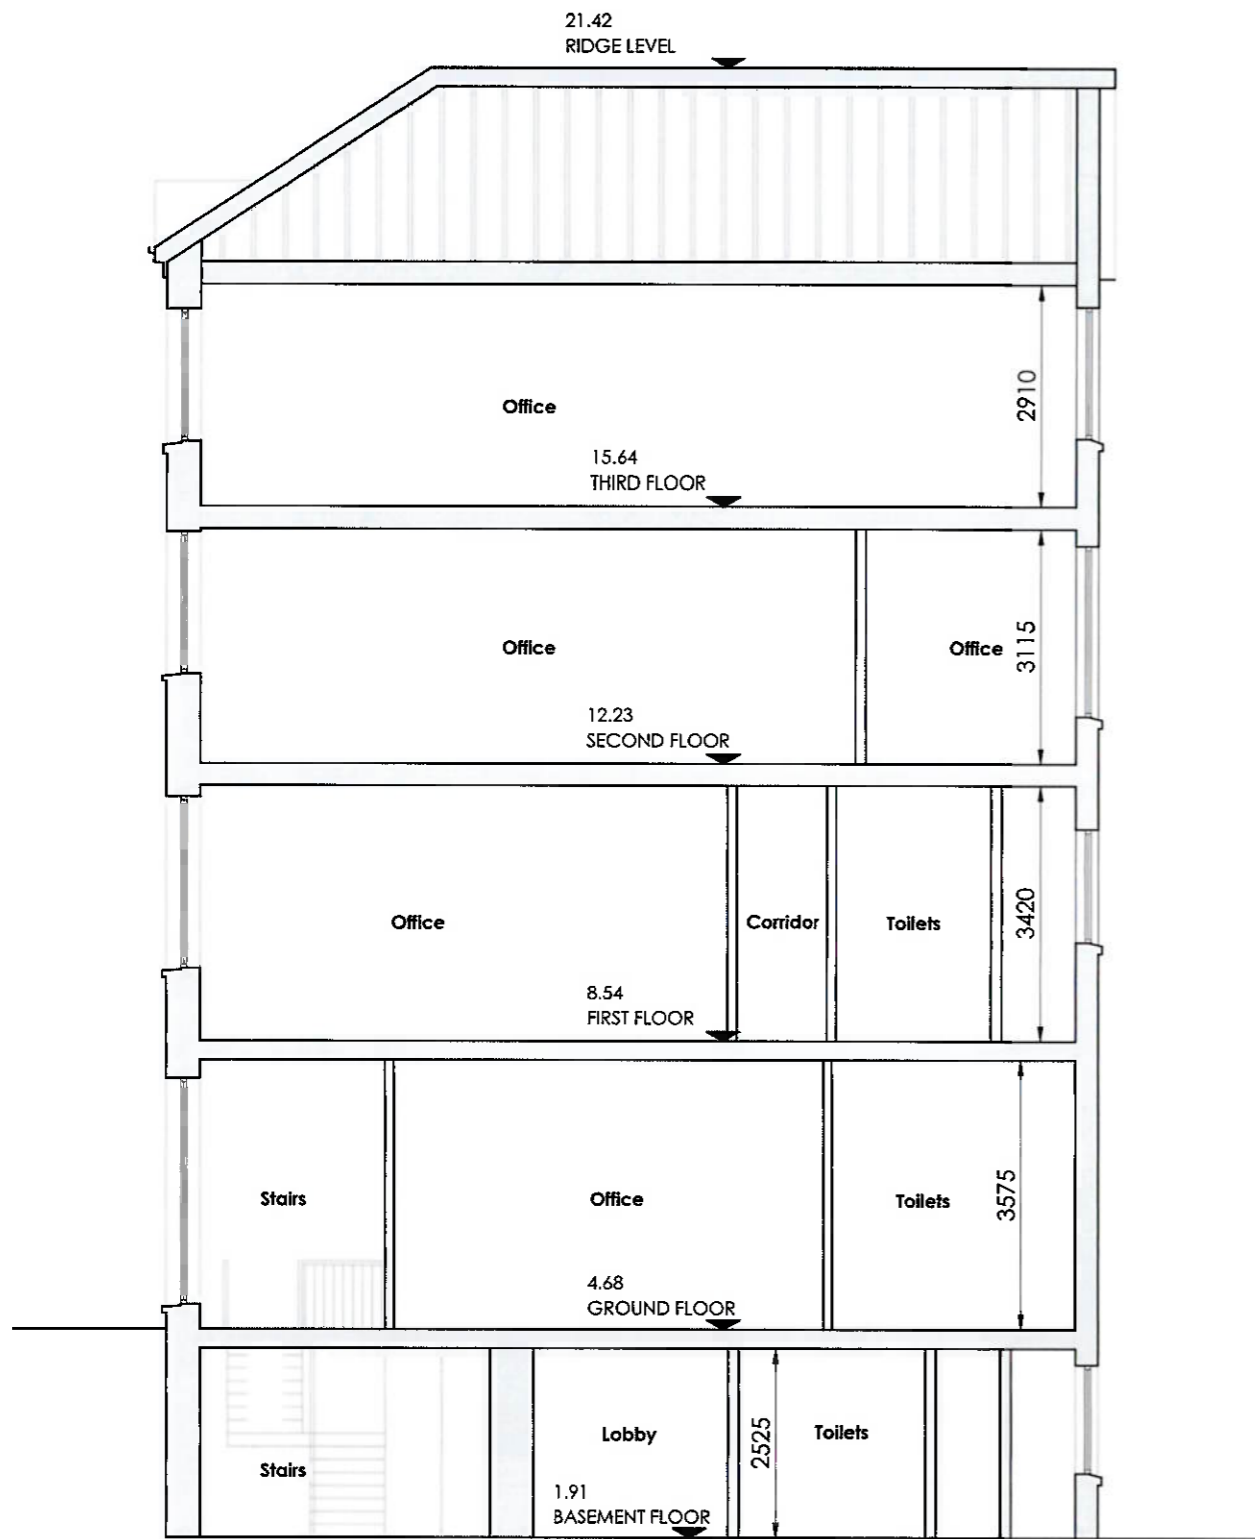 21.42
RIDGE LEVEL
2910
Office
15.64
THIRD FLOOR
Office
Office
3115
12.23
SECOND FLOOR
Office
Corridor
Toilets
3420
8.54
FIRST FLOOR
Stairs
Office
Toilets
3575
4.68
GROUND FLOOR
Lobby
Toilets
2525
Stairs
1.91
BASEMENT FLOOR